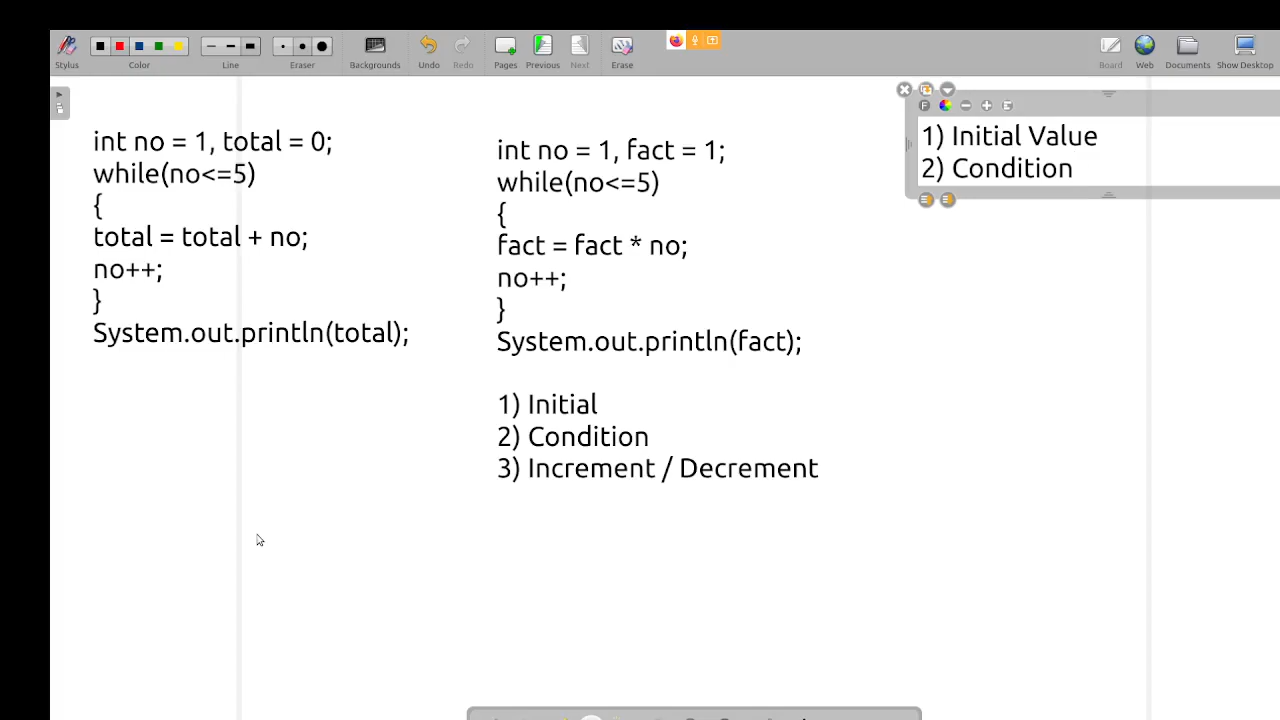 Stylus
Color
Line
Eraser
Backgrounds
Undo
Redo
Pages
Previous
Next
Erase
Board
Web
Documents
Show Desktop
int no = 1, total = 0;
while(no<=5)
{
total = total + no;
no++;
}
System.out.println(total);
int no = 1, fact = 1;
while(no<=5)
{
fact = fact * no;
no++;
}
System.out.println(fact);
1) Initial
2) Condition
3) Increment / Decrement
F
1) Initial Value
2) Condition